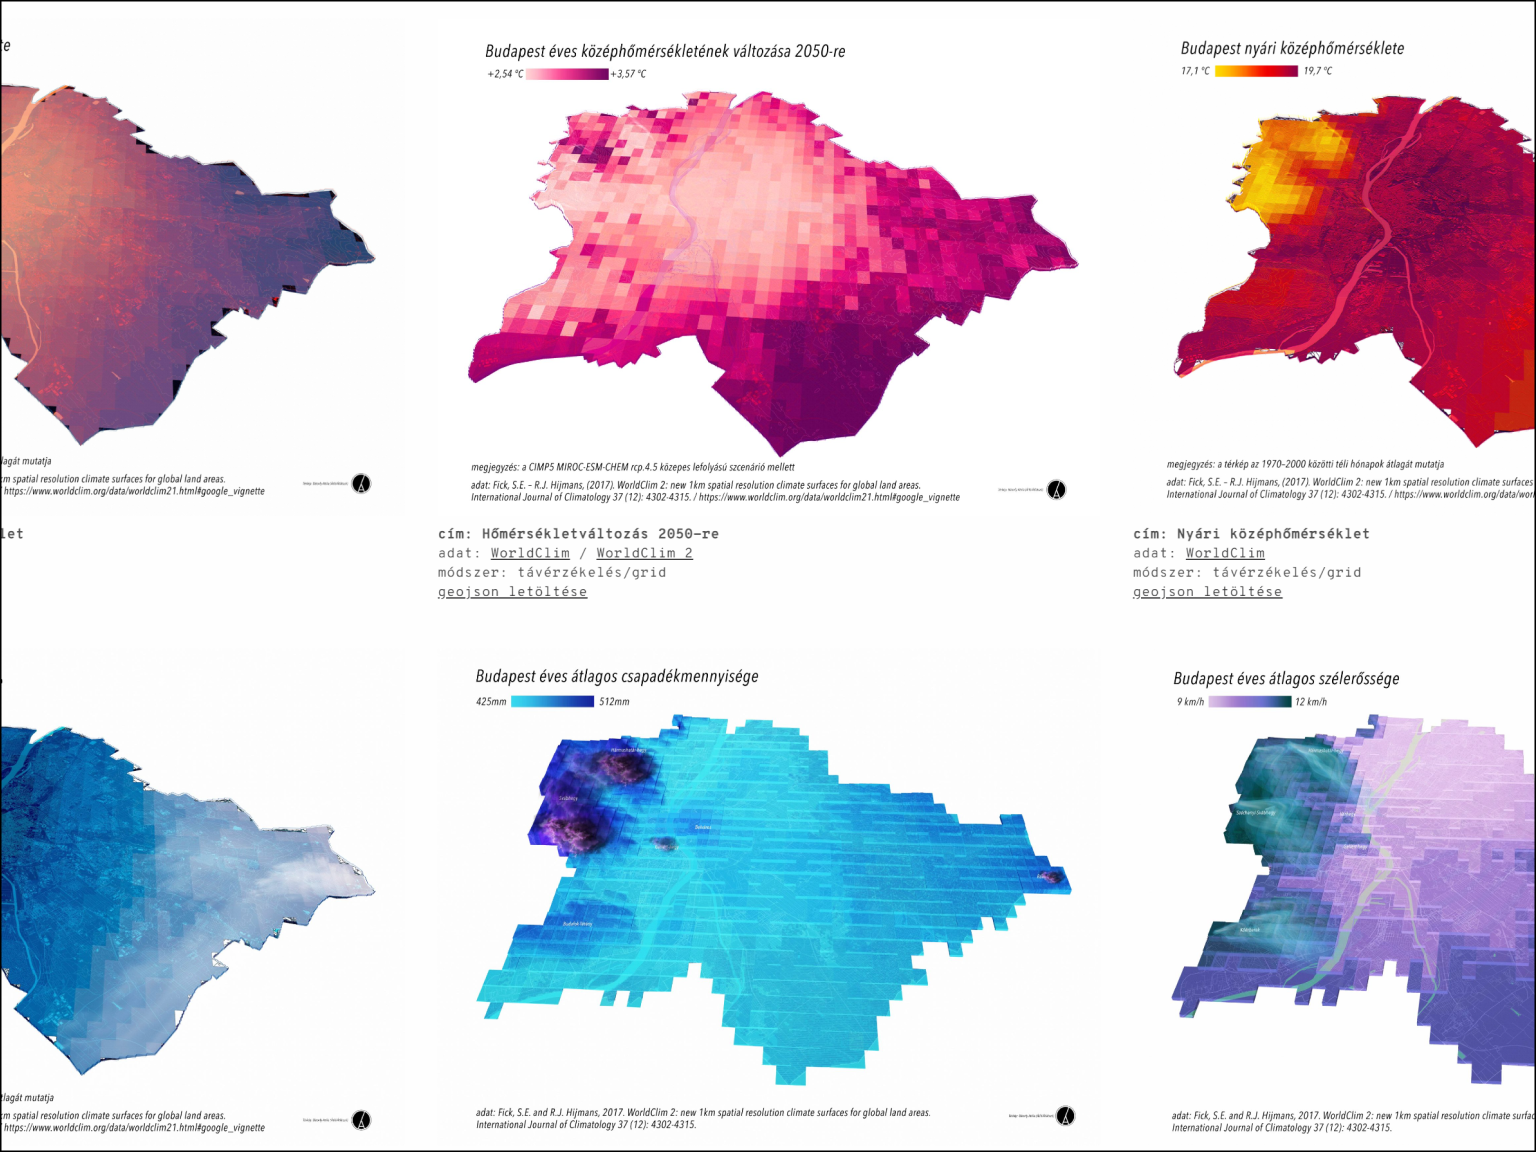 te
Budapest éves középhőmérsékletének változása 2050-re
+2,54 °C +3,57 °C
Budapest nyári középhőmérséklete
17,1 °C 19,7 °C
lagát mutatja
km spatial resolution climate surfaces for global land areas.
/ https://www.worldclim.org/data/worldclim21.html#google_vignette
megjegyzés: a CIMP5 MIROC-ESM-CHEM rcp.4.5 közepes lefolyású szcenárió mellett
adat: Fick, S.E. - R.J. Hijmans, (2017). WorldClim 2: new 1km spatial resolution climate surfaces for global land areas.
International Journal of Climatology 37 (12): 4302-4315. / https://www.worldclim.org/data/worldclim21.html#google_vignette
megjegyzés: a térkép az 1970-2000 közötti téli hónapok átlagát mutatja
adat: Fick, S.E. - R.J. Hijmans, (2017). WorldClim 2: new 1km spatial resolution climate surfaces
International Journal of Climatology 37 (12): 4302-4315. / https://www.worldclim.org/data/wor
let
cím: Hőmérsékletváltozás 2050-re
adat: WorldClim / WorldClim 2
módszer: távérzékelés/grid
geojson letöltése
cím: Nyári középhőmérséklet
adat: WorldClim
módszer: távérzékelés/grid
geojson letöltése
Budapest éves átlagos csapadékmennyisége
425mm 512mm
Budapest éves átlagos szélerőssége
9 km/h 12 km/h
tlagát mutatja
km spatial resolution climate surfaces for global land areas.
/ https://www.worldclim.org/data/worldclim21.html#google_vignette
adat: Fick, S.E. and R.J. Hijmans, 2017. WorldClim 2: new 1km spatial resolution climate surfaces for global land areas.
International Journal of Climatology 37 (12): 4302-4315.
adat: Fick, S.E. and R.J. Hijmans, 2017. WorldClim 2: new 1km spatial resolution climate surfac
International Journal of Climatology 37 (12): 4302-4315.